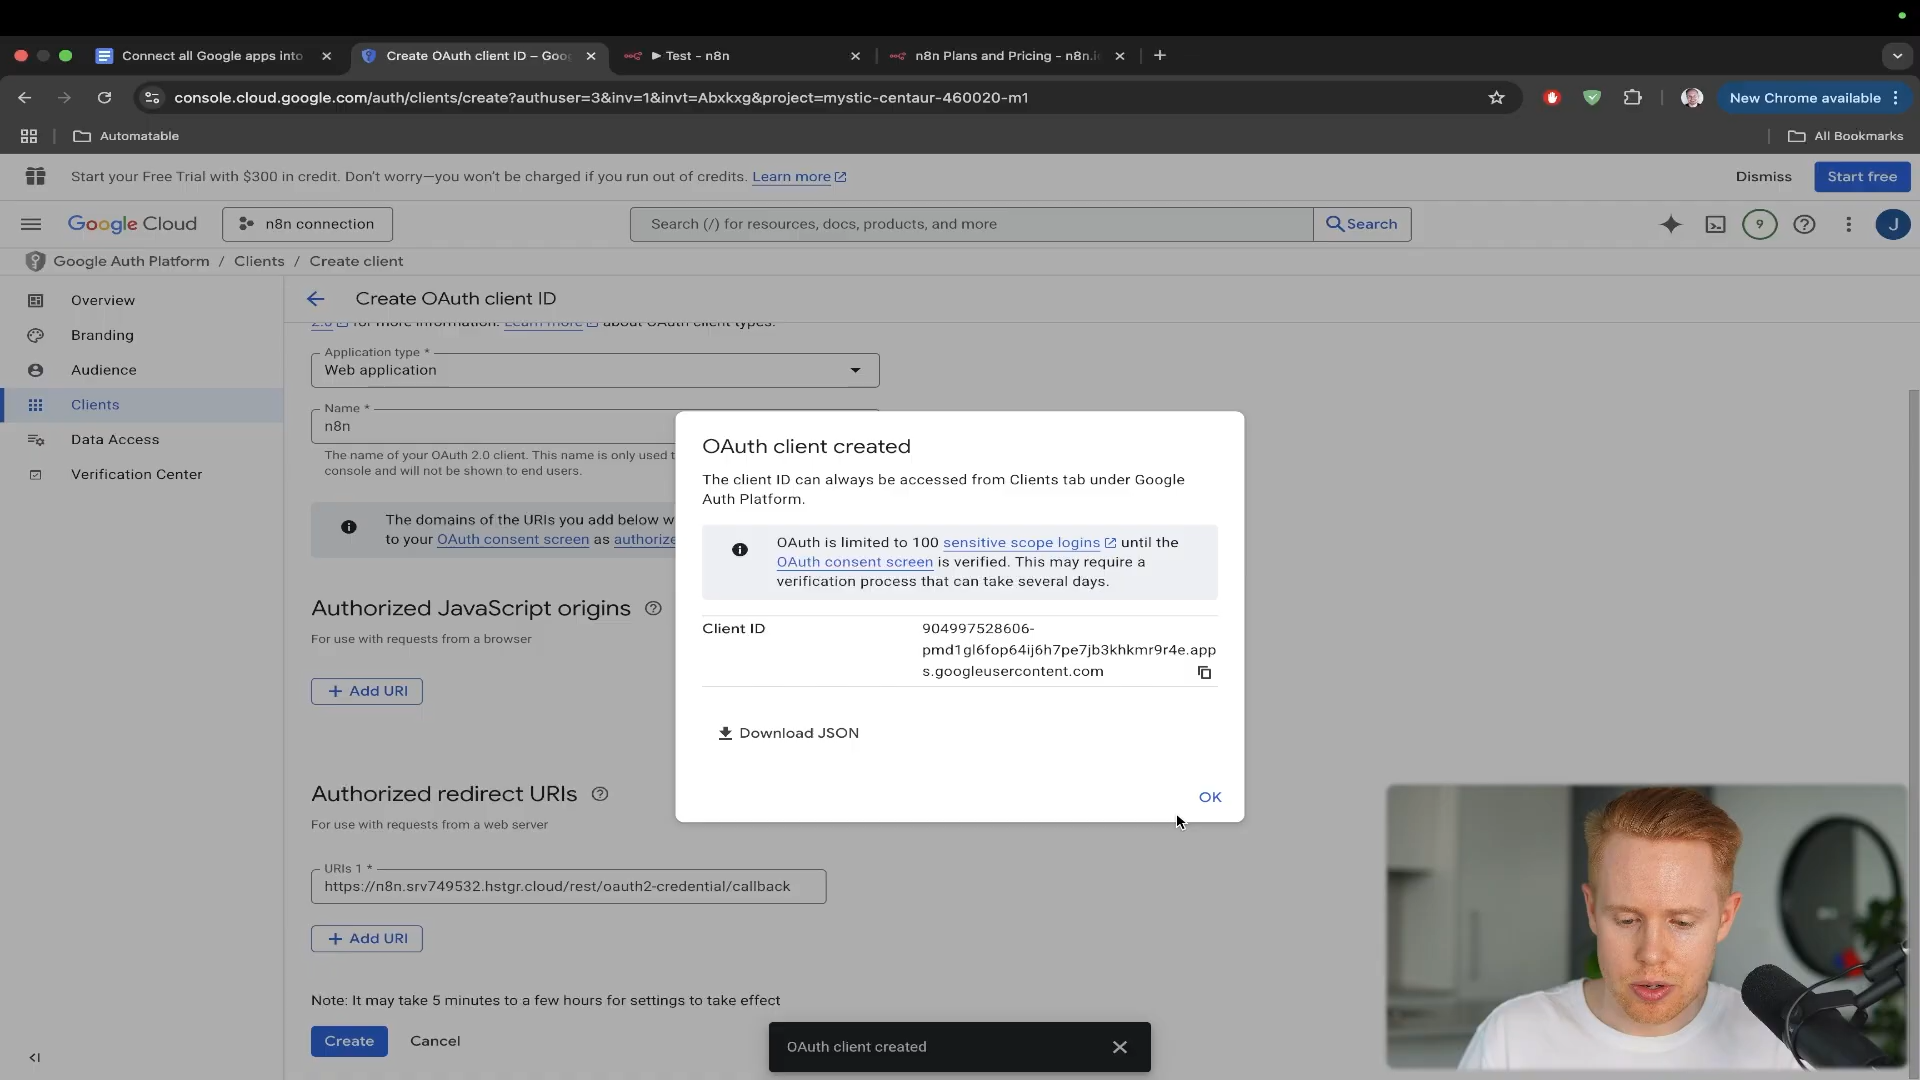 Connect all Google apps into
Create OAuth client ID – Goo
Test - n8n
n8n Plans and Pricing - n8n.i
console.cloud.google.com/auth/clients/create?authuser=3&inv=1&invt=Abxkxg&project=mystic-centaur-460020-m1
New Chrome available
Automatable
All Bookmarks
Start your Free Trial with $300 in credit. Don't worry—you won't be charged if you run out of credits. Learn more
Dismiss
Start free
Google Cloud
n8n connection
Search (/) for resources, docs, products, and more
Search
9
J
Google Auth Platform / Clients / Create client
Overview
Branding
Audience
Clients
Data Access
Verification Center
Create OAuth client ID
2.0 for more information. Learn more about OAuth client types.
Application type *
Web application
Name *
n8n
The name of your OAuth 2.0 client. This name is only used t
console and will not be shown to end users.
The domains of the URIs you add below w
to your OAuth consent screen as authorize
Authorized JavaScript origins
For use with requests from a browser
+ Add URI
Authorized redirect URIs
For use with requests from a web server
URIs 1 *
https://n8n.srv749532.hstgr.cloud/rest/oauth2-credential/callback
+ Add URI
Note: It may take 5 minutes to a few hours for settings to take effect
Create
Cancel
OAuth client created
The client ID can always be accessed from Clients tab under Google
Auth Platform.
OAuth is limited to 100 sensitive scope logins until the
OAuth consent screen is verified. This may require a
verification process that can take several days.
Client ID
904997528606-
pmd1gl6fop64ij6h7pe7jb3khkmr9r4e.app
s.googleusercontent.com
Download JSON
OK
OAuth client created